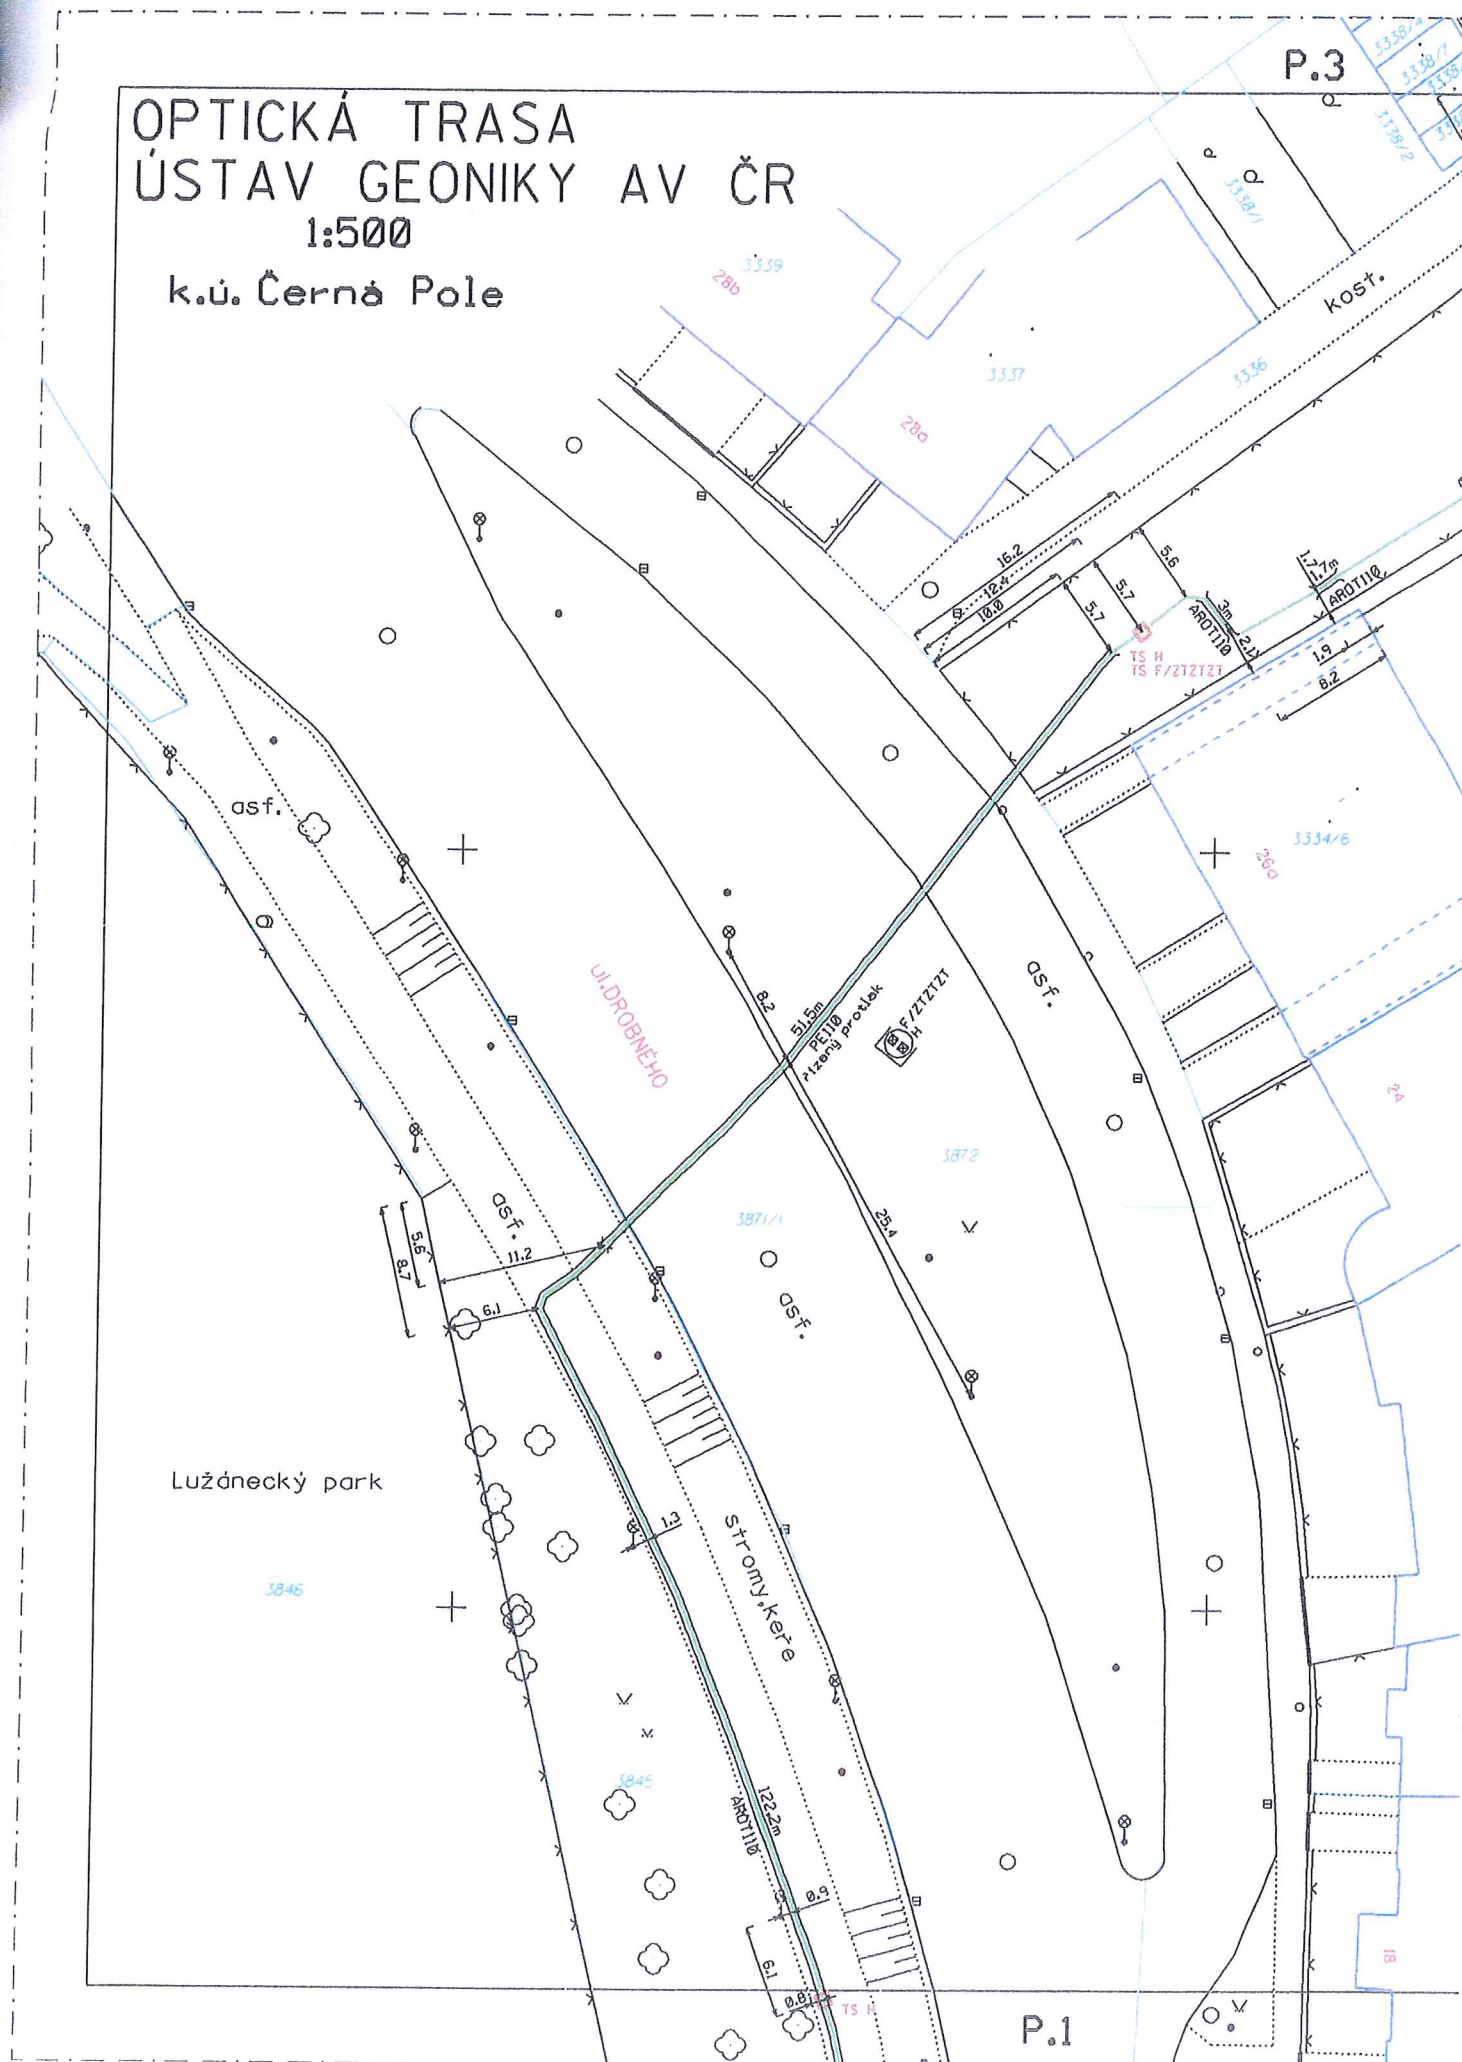 P.3
OPTICKÁ TRASA
ÚSTAV GEONIKY AV ČR
1:500
k.ú. Černá Pole
3338/1
3338/2
3338/1
kost.
3339
28b
3337
28a
3336
16.2
12.4
10.0
5.7
5.7
5.6
3m
AROT110
2.1
1.7
1.7m
AROT110
1.9
8.2
TS H
TS F/ZTZTZT
3334/6
26a
asf.
asf.
ul.DROBNÉHO
8.2
51,5m
PE110
řízený protlak
F/ZTZTZT
H
24
3872
3871/1
25.4
asf.
asf.
5.6
8.7
11.2
6.1
Lužánecký park
3846
1.3
stromy,keře
3845
122.2m
AROT110
0.9
6.1
0.8
TS H
18
P.1